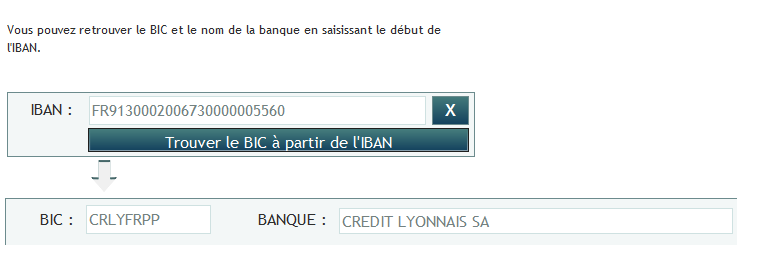 Vous pouvez retrouver le BIC et le nom de la banque en saisissant le début de
l'IBAN.
IBAN : FR9130002006730000005560 X
Trouver le BIC à partir de l'IBAN
BIC : CRLYFRPP BANQUE : CREDIT LYONNAIS SA